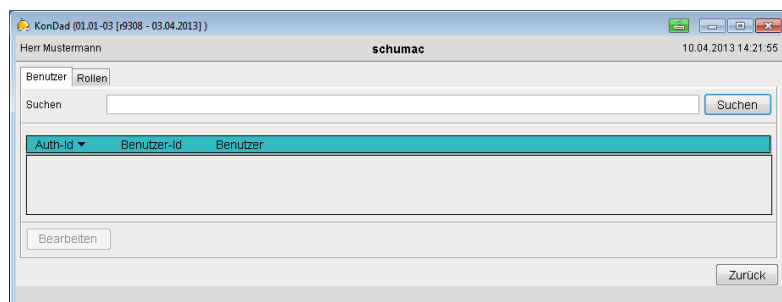 KonDad (01.01-03 [r9308 - 03.04.2013] )
Herr Mustermann schumac 10.04.2013 14:21:55
Benutzer Rollen
Suchen Suchen
Auth-Id Benutzer-Id Benutzer
Bearbeiten
Zurück